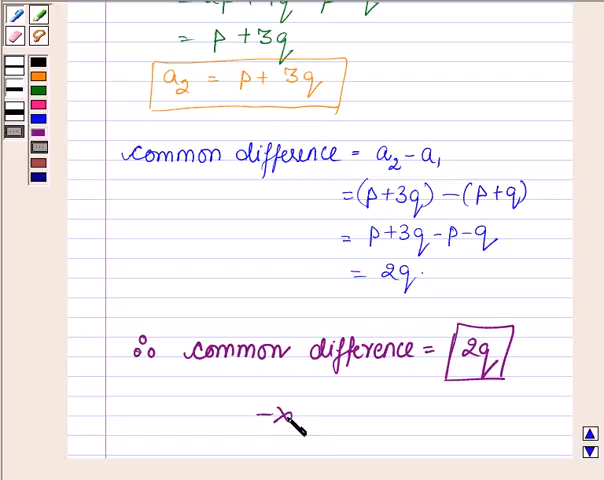 = p + 3q
a₂ = p + 3q
common difference = a₂ - a₁
= (p + 3q) - (p + q)
= p + 3q - p - q
= 2q.
∴ common difference = 2q